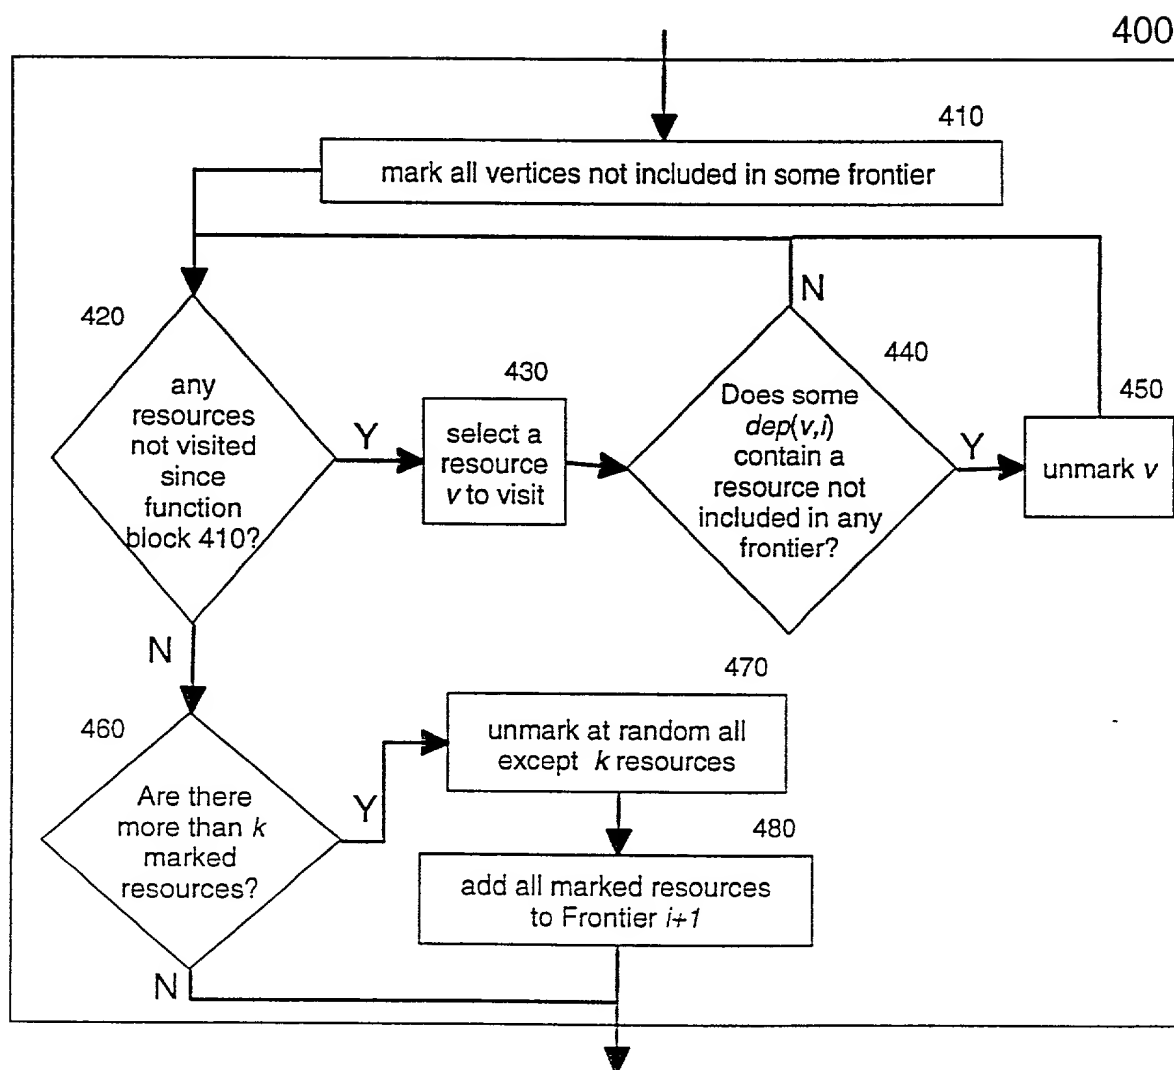 400
410
mark all vertices not included in some frontier
420
any
resources
not visited
since
function
block 410?
Y
430
select a
resource
v to visit
N
440
Does some
dep(v,i)
contain a
resource not
included in any
frontier?
Y
450
unmark v
N
460
Are there
more than k
marked
resources?
Y
470
unmark at random all
except k resources
480
add all marked resources
to Frontier i+1
N